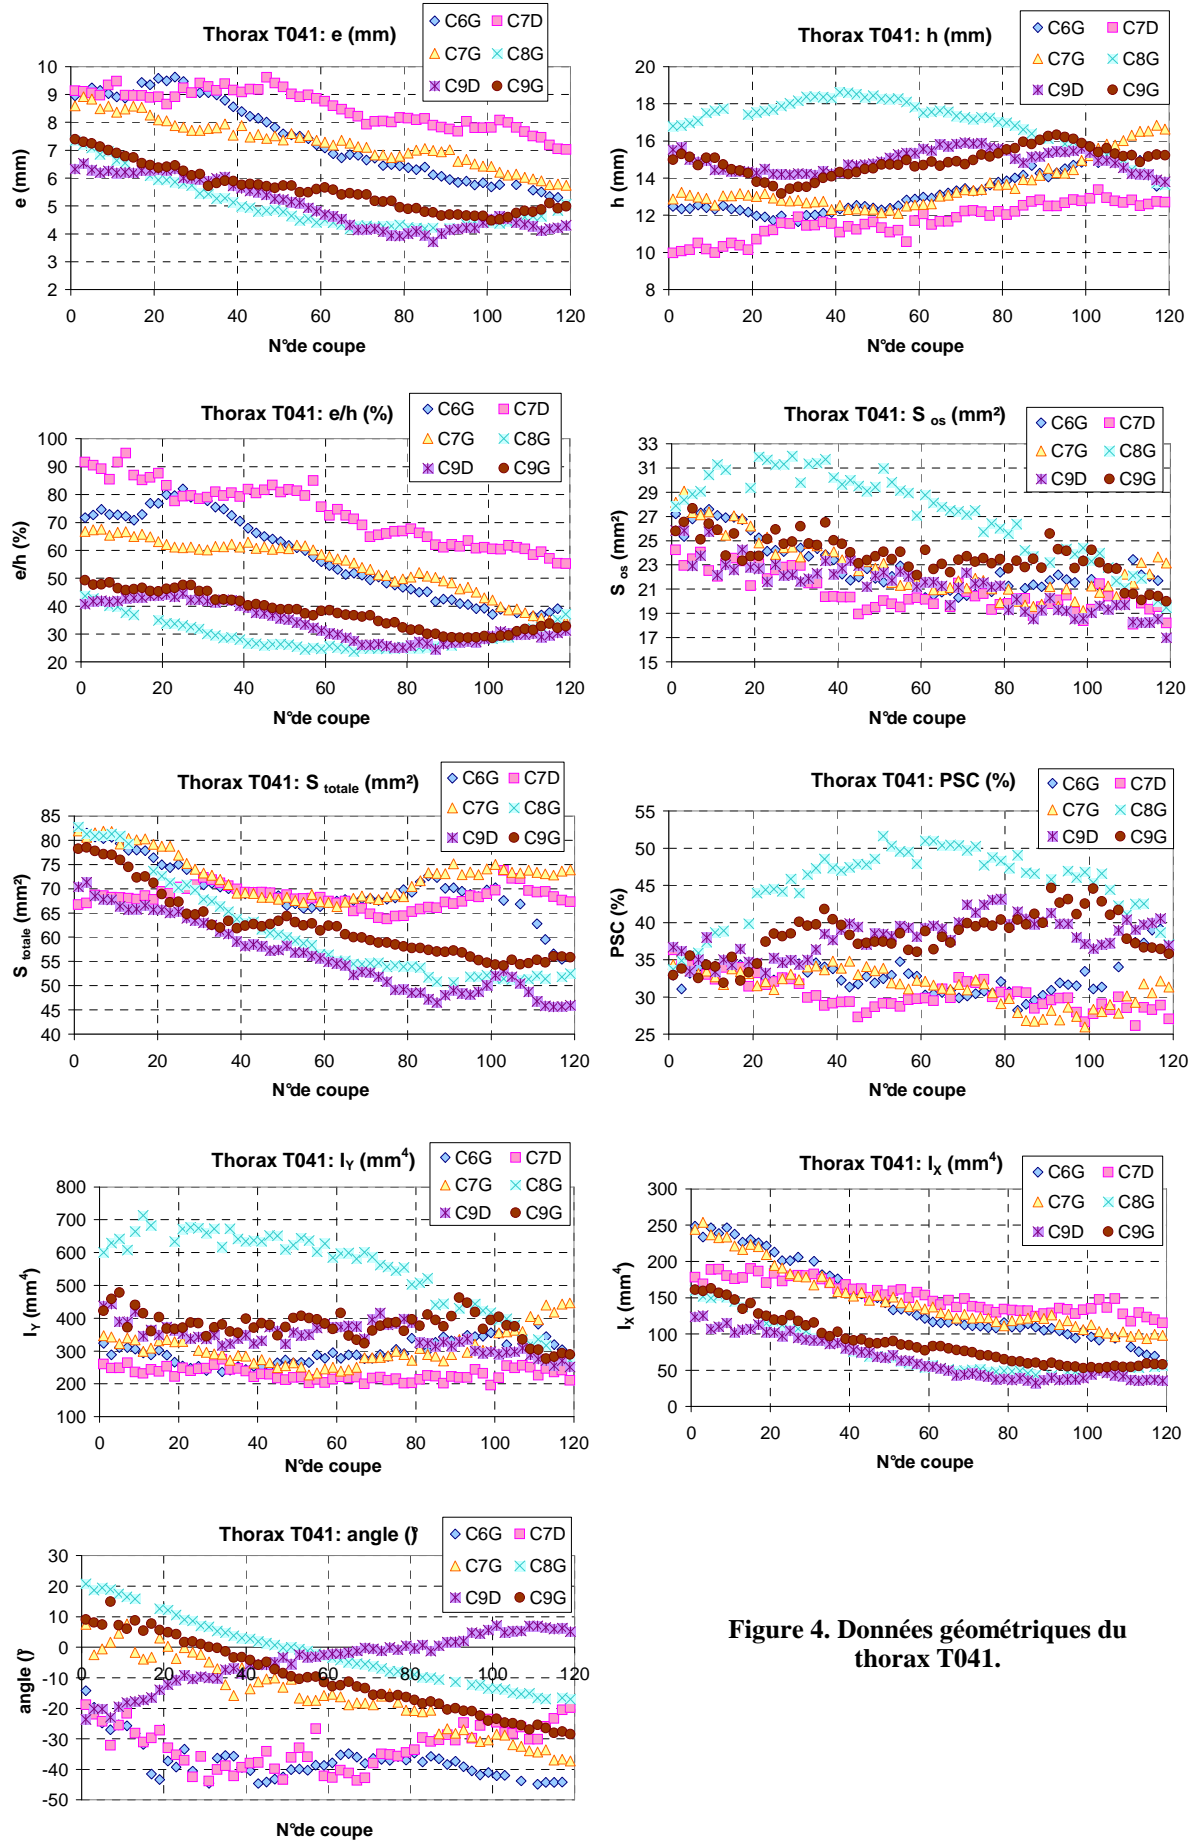 Thorax T041: e (mm)
C6G C7D
C7G C8G
C9D C9G
10
9
8
7
6
5
4
3
2
e (mm)
0 20 40 60 80 100 120
N°de coupe
Thorax T041: h (mm)
C6G C7D
C7G C8G
C9D C9G
20
18
16
14
12
10
8
h (mm)
0 20 40 60 80 100 120
N°de coupe
Thorax T041: e/h (%)
C6G C7D
C7G C8G
C9D C9G
100
90
80
70
60
50
40
30
20
e/h (%)
0 20 40 60 80 100 120
N°de coupe
Thorax T041: S os (mm²)
C6G C7D
C7G C8G
C9D C9G
33
31
29
27
25
23
21
19
17
15
S os (mm²)
0 20 40 60 80 100 120
N°de coupe
Thorax T041: S totale (mm²)
C6G C7D
C7G C8G
C9D C9G
85
80
75
70
65
60
55
50
45
40
S totale (mm²)
0 20 40 60 80 100 120
N°de coupe
Thorax T041: PSC (%)
C6G C7D
C7G C8G
C9D C9G
55
50
45
40
35
30
25
PSC (%)
0 20 40 60 80 100 120
N°de coupe
Thorax T041: IY (mm4)
C6G C7D
C7G C8G
C9D C9G
800
700
600
500
400
300
200
100
IY (mm4)
0 20 40 60 80 100 120
N°de coupe
Thorax T041: IX (mm4)
C6G C7D
C7G C8G
C9D C9G
300
250
200
150
100
50
0
IX (mm4)
0 20 40 60 80 100 120
N°de coupe
Thorax T041: angle (°)
C6G C7D
C7G C8G
C9D C9G
30
20
10
0
-10
-20
-30
-40
-50
angle (°)
0 20 40 60 80 100 120
N°de coupe
Figure 4. Données géométriques du
thorax T041.